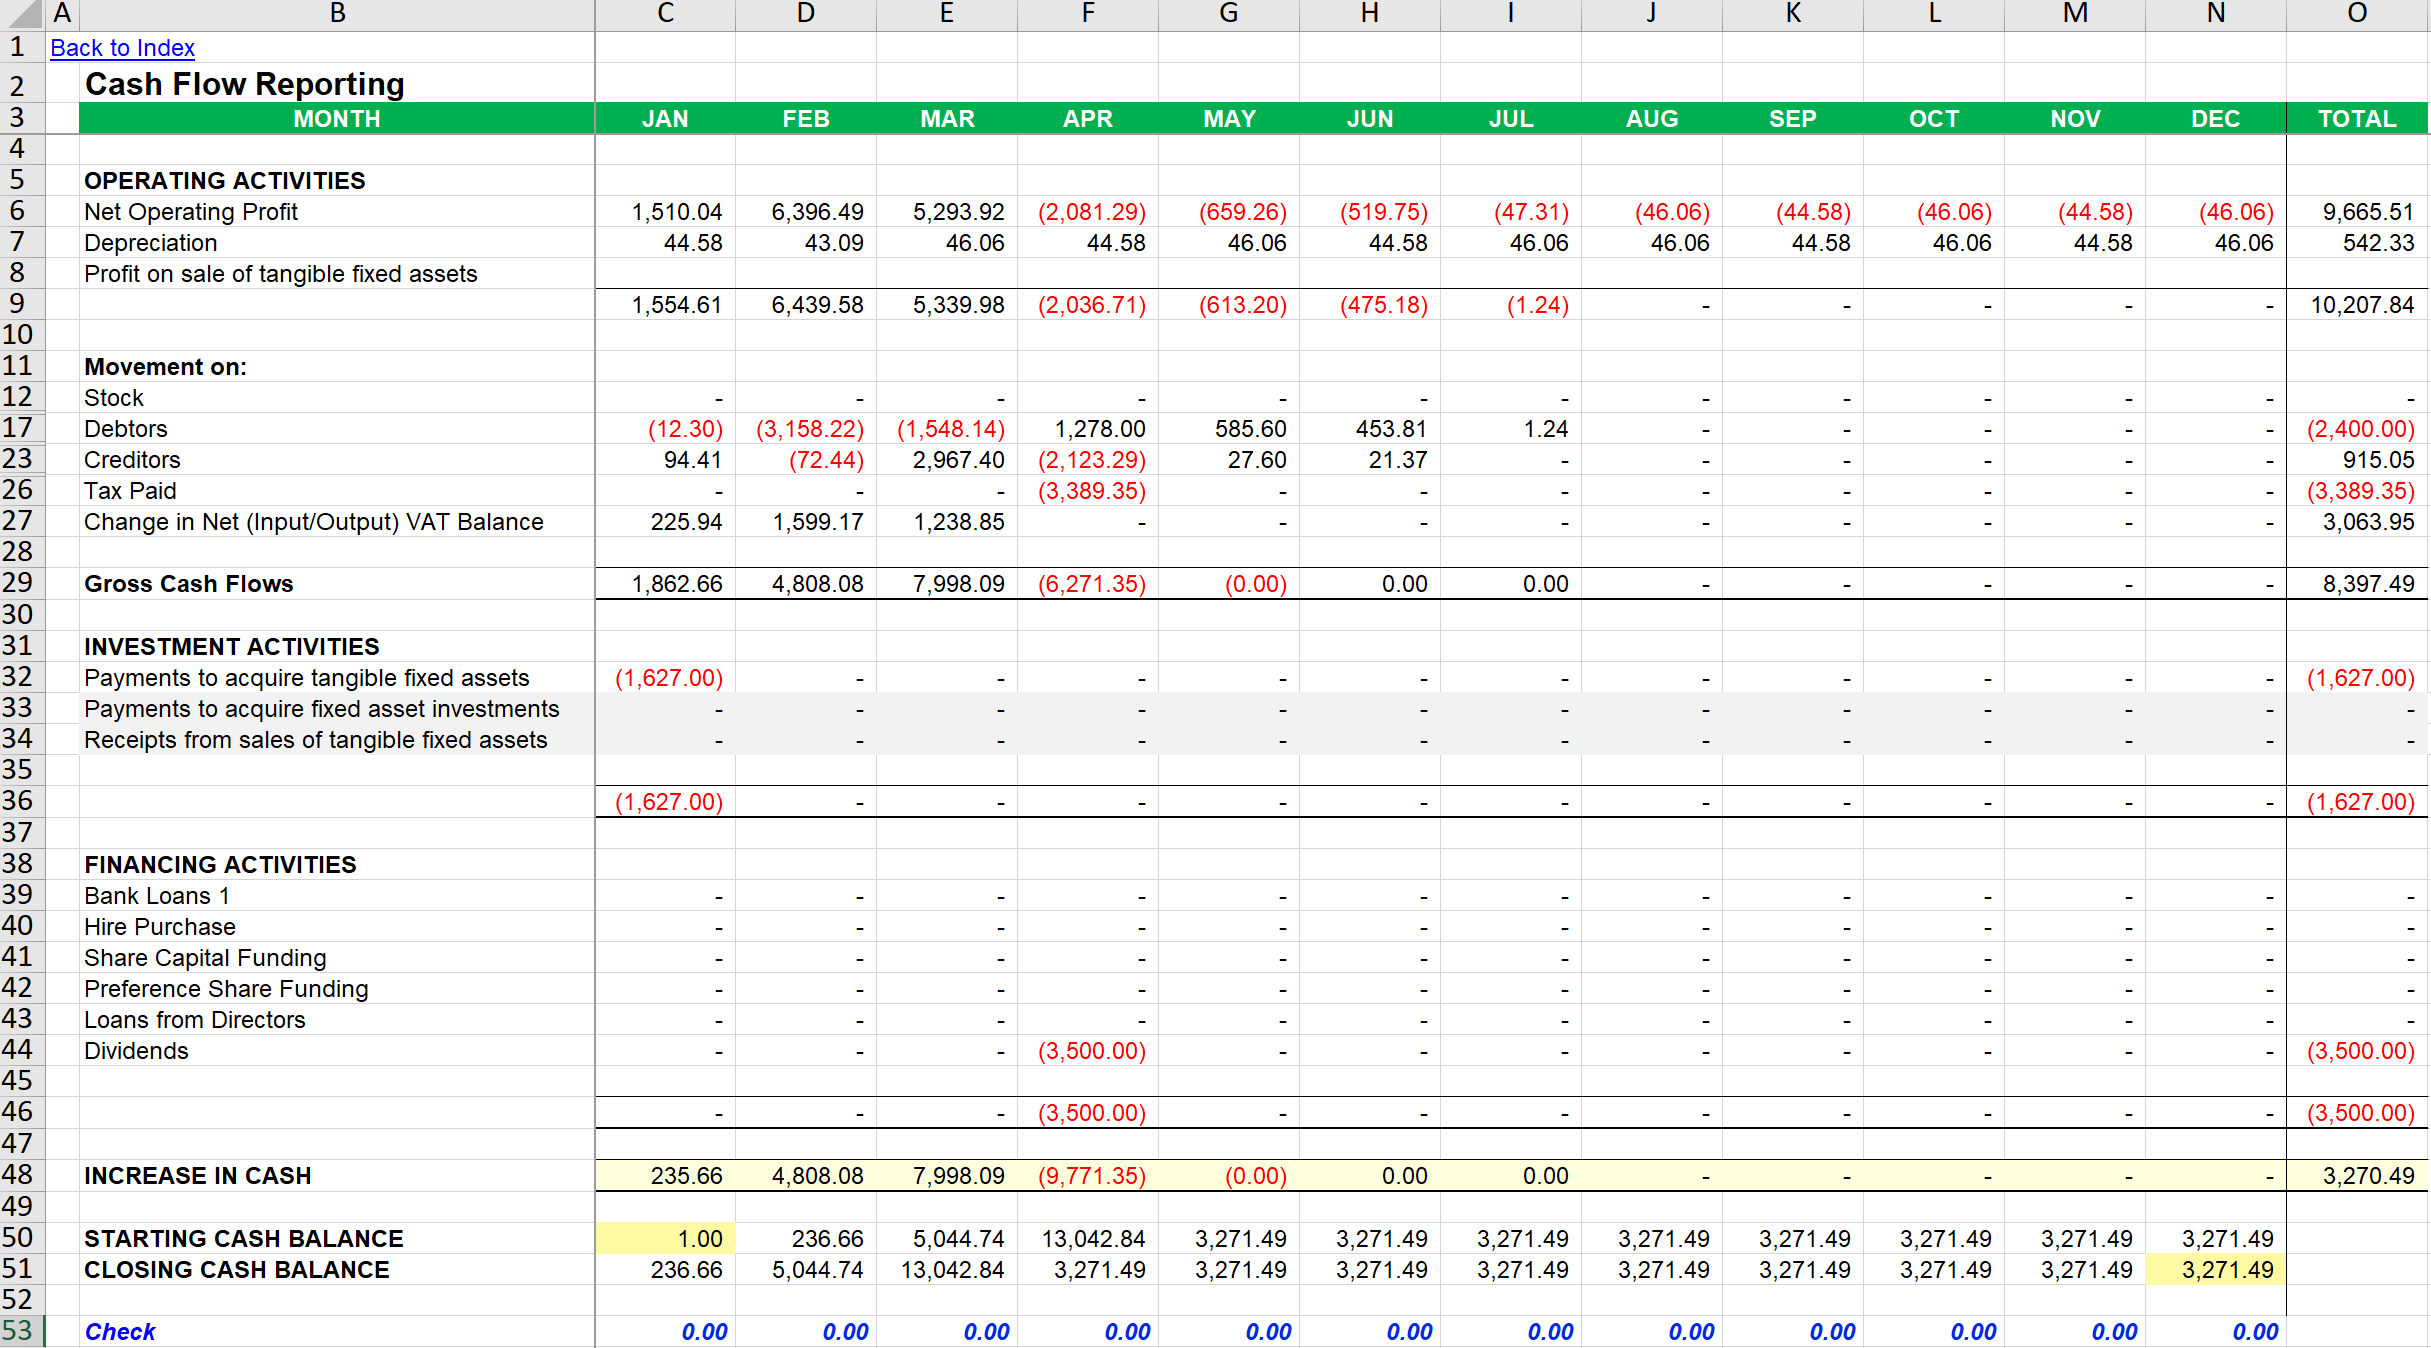 A B C D E F G H I J K L M N O
1 Back to Index
2 Cash Flow Reporting
3 MONTH JAN FEB MAR APR MAY JUN JUL AUG SEP OCT NOV DEC TOTAL
4
5 OPERATING ACTIVITIES
6 Net Operating Profit 1,510.04 6,396.49 5,293.92 (2,081.29) (659.26) (519.75) (47.31) (46.06) (44.58) (46.06) (44.58) (46.06) 9,665.51
7 Depreciation 44.58 43.09 46.06 44.58 46.06 44.58 46.06 46.06 44.58 46.06 44.58 46.06 542.33
8 Profit on sale of tangible fixed assets
9 1,554.61 6,439.58 5,339.98 (2,036.71) (613.20) (475.18) (1.24) - - - - - 10,207.84
10
11 Movement on:
12 Stock - - - - - - - - - - - - -
17 Debtors (12.30) (3,158.22) (1,548.14) 1,278.00 585.60 453.81 1.24 - - - - - (2,400.00)
23 Creditors 94.41 (72.44) 2,967.40 (2,123.29) 27.60 21.37 - - - - - - 915.05
26 Tax Paid - - - (3,389.35) - - - - - - - - (3,389.35)
27 Change in Net (Input/Output) VAT Balance 225.94 1,599.17 1,238.85 - - - - - - - - - 3,063.95
28
29 Gross Cash Flows 1,862.66 4,808.08 7,998.09 (6,271.35) (0.00) 0.00 0.00 - - - - - 8,397.49
30
31 INVESTMENT ACTIVITIES
32 Payments to acquire tangible fixed assets (1,627.00) - - - - - - - - - - - (1,627.00)
33 Payments to acquire fixed asset investments - - - - - - - - - - - - -
34 Receipts from sales of tangible fixed assets - - - - - - - - - - - - -
35
36 (1,627.00) - - - - - - - - - - - (1,627.00)
37
38 FINANCING ACTIVITIES
39 Bank Loans 1 - - - - - - - - - - - - -
40 Hire Purchase - - - - - - - - - - - - -
41 Share Capital Funding - - - - - - - - - - - - -
42 Preference Share Funding - - - - - - - - - - - - -
43 Loans from Directors - - - - - - - - - - - - -
44 Dividends - - - (3,500.00) - - - - - - - - (3,500.00)
45
46 - - - (3,500.00) - - - - - - - - (3,500.00)
47
48 INCREASE IN CASH 235.66 4,808.08 7,998.09 (9,771.35) (0.00) 0.00 0.00 - - - - - 3,270.49
49
50 STARTING CASH BALANCE 1.00 236.66 5,044.74 13,042.84 3,271.49 3,271.49 3,271.49 3,271.49 3,271.49 3,271.49 3,271.49 3,271.49
51 CLOSING CASH BALANCE 236.66 5,044.74 13,042.84 3,271.49 3,271.49 3,271.49 3,271.49 3,271.49 3,271.49 3,271.49 3,271.49 3,271.49
52
53 Check 0.00 0.00 0.00 0.00 0.00 0.00 0.00 0.00 0.00 0.00 0.00 0.00